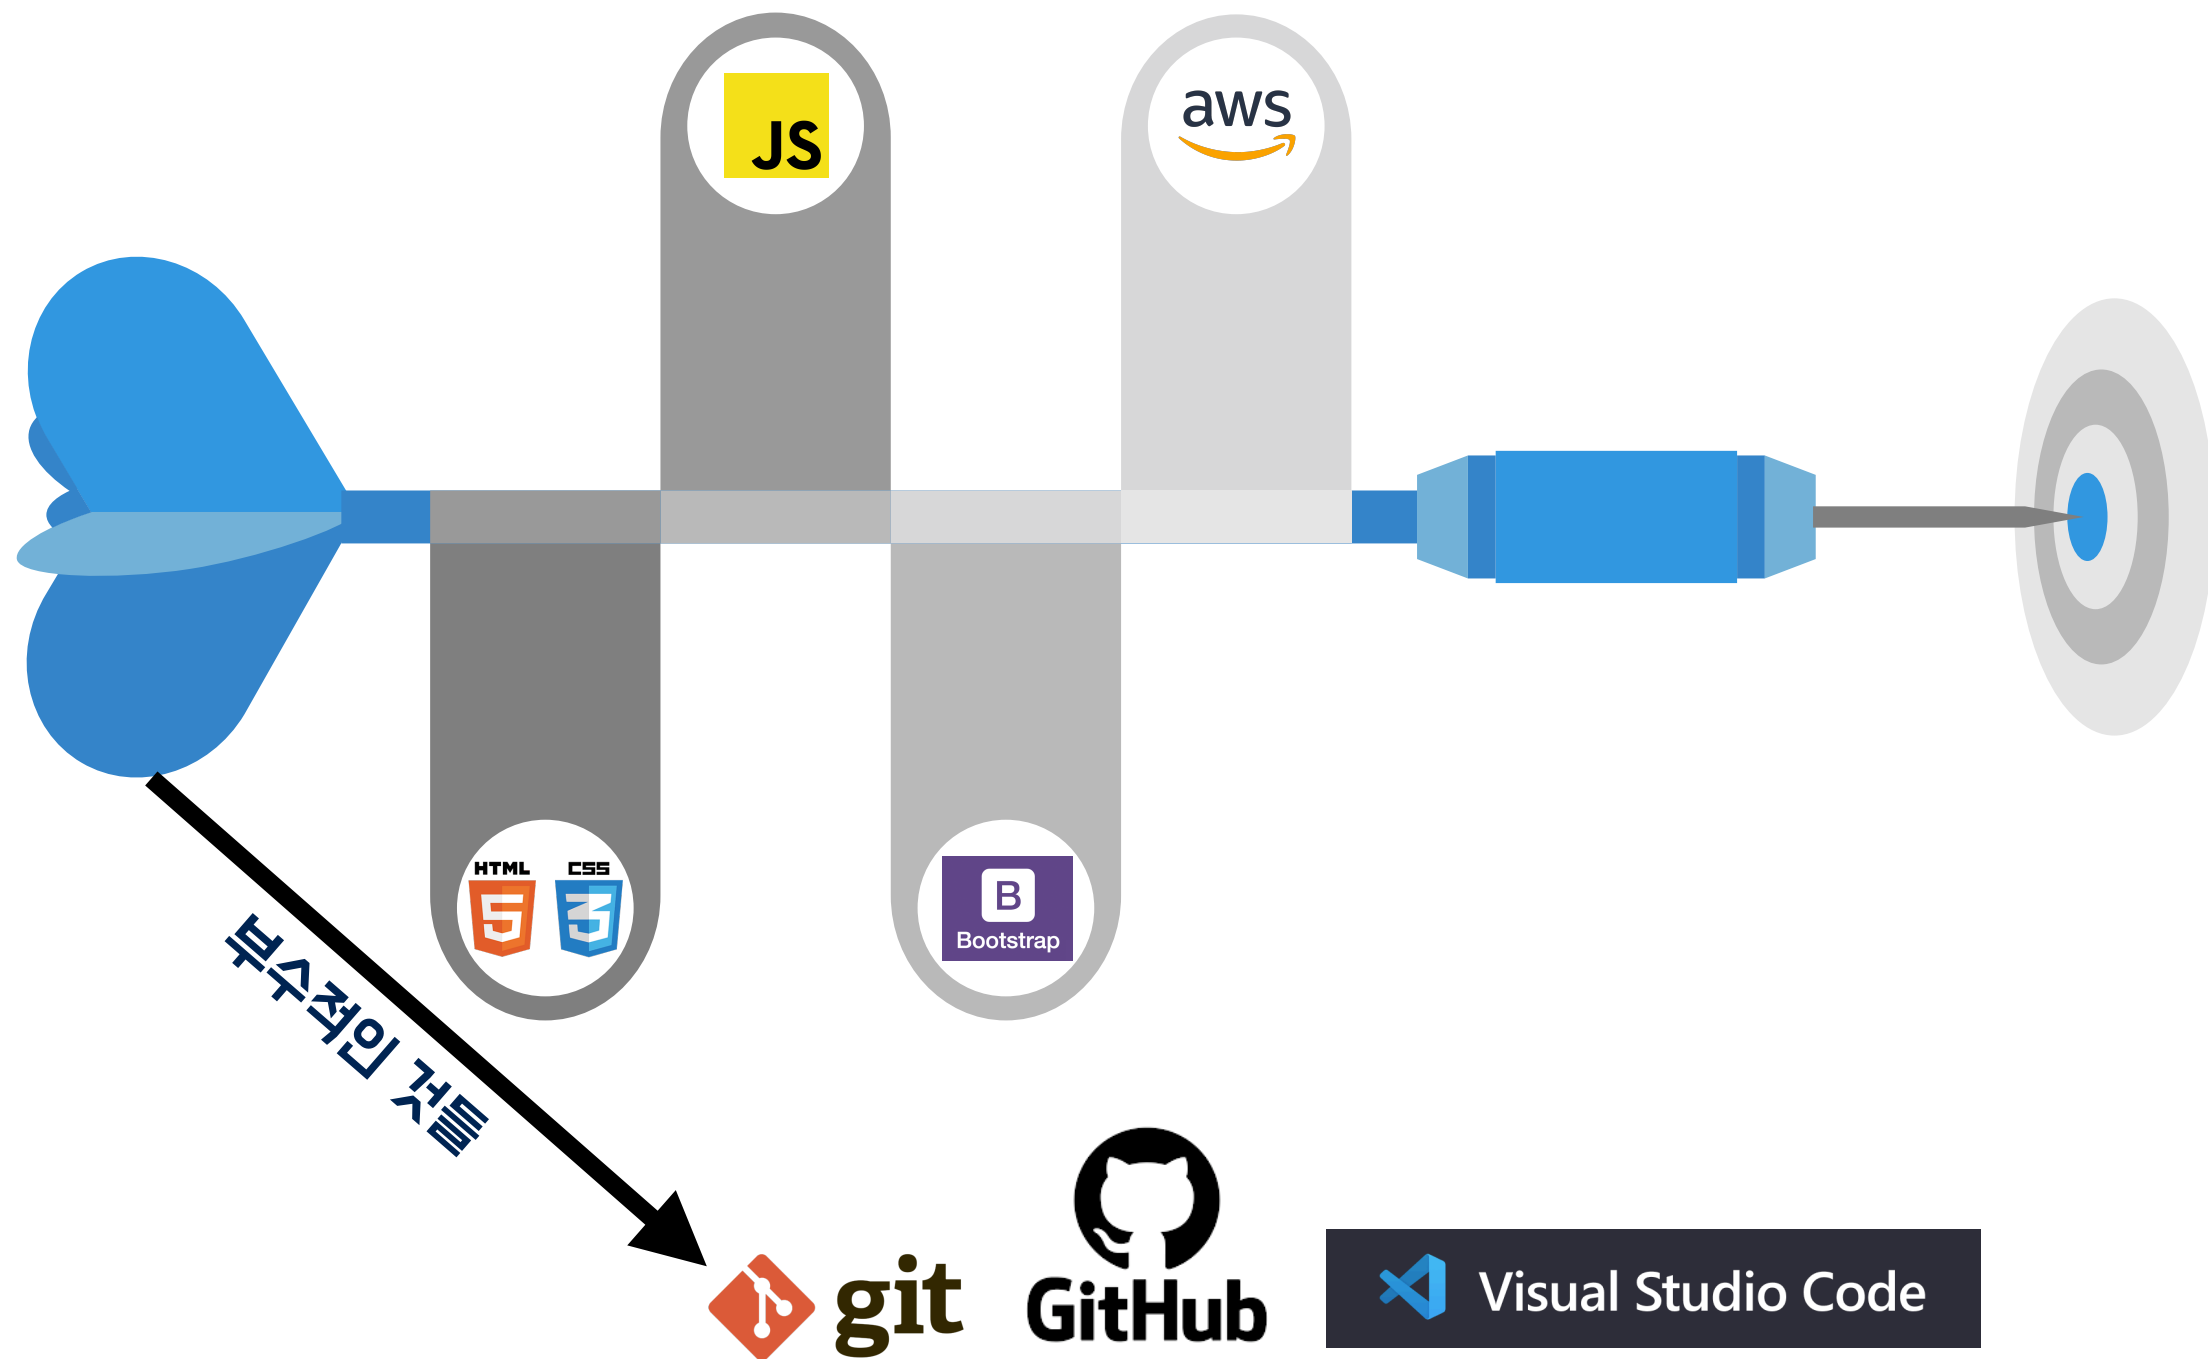 JS
aws
HTML
5
CSS
3
B
Bootstrap
부수적인 것들
git
GitHub
Visual Studio Code